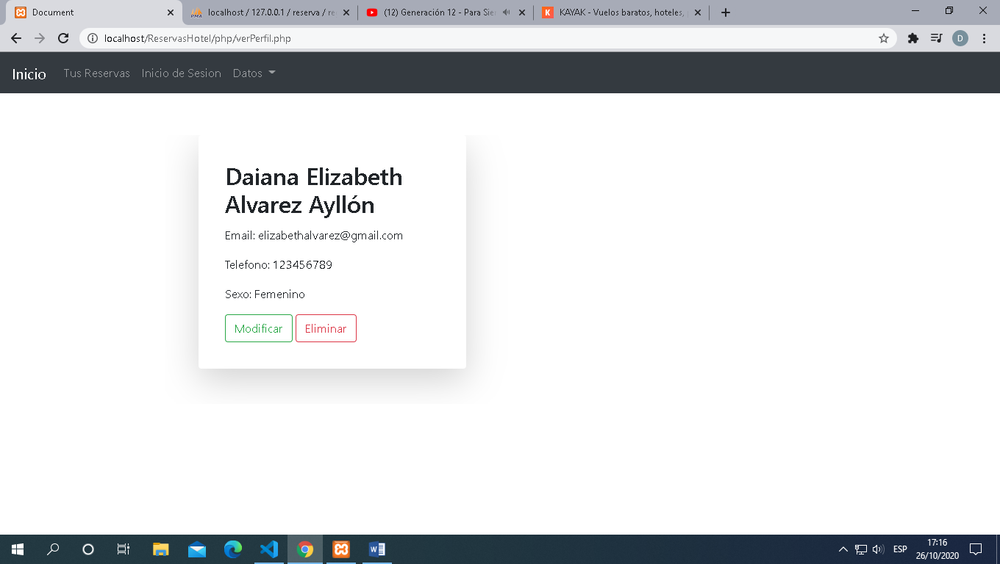 Document
localhost / 127.0.0.1 / reserva / re
(12) Generación 12 - Para Sie
KAYAK - Vuelos baratos, hoteles,
localhost/ReservasHotel/php/verPerfil.php
D
Inicio
Tus Reservas
Inicio de Sesion
Datos
Daiana Elizabeth
Alvarez Ayllón
Email: elizabethalvarez@gmail.com
Telefono: 123456789
Sexo: Femenino
Modificar
Eliminar
ESP
17:16
26/10/2020